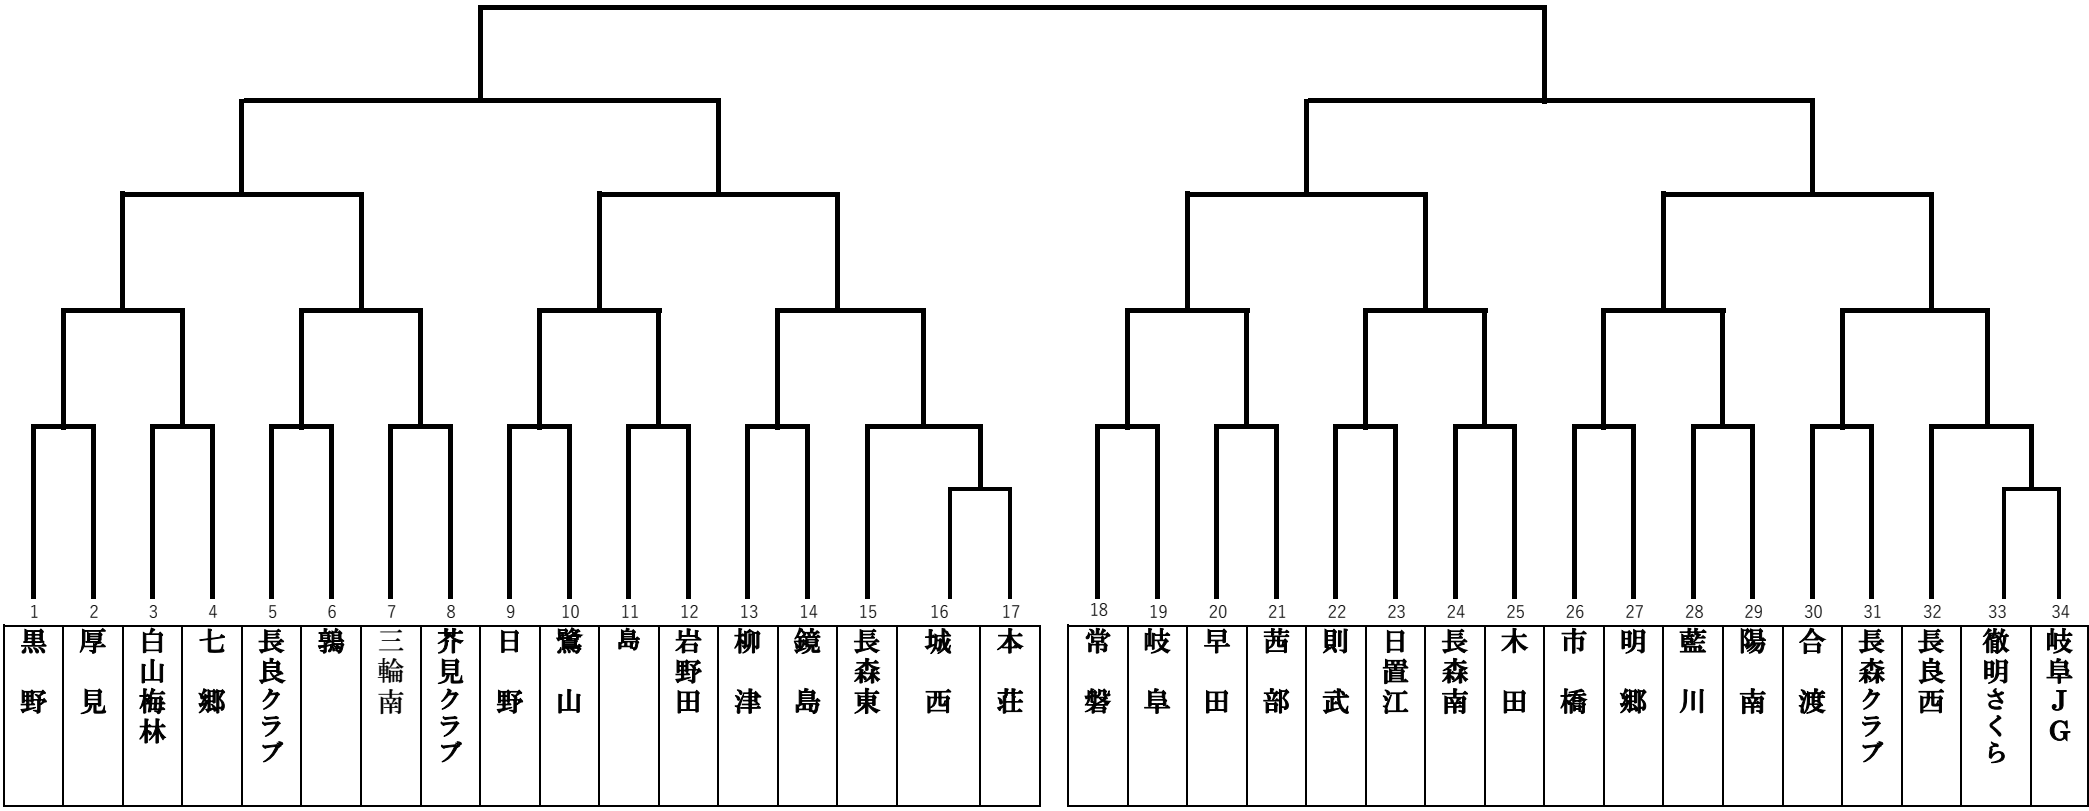 1 2 3 4 5 6 7 8 9 10 11 12 13 14 15 16 17 18 19 20 21 22 23 24 25 26 27 28 29 30 31 32 33 34
黒野
厚見
白山梅林
七郷
長良クラブ
鶉
三輪南
芥見クラブ
日野
鷺山
島
岩野田
柳津
鏡島
長森東
城西
本荘
常磐
岐阜
早田
茜部
則武
日置江
長森南
木田
市橋
明郷
藍川
陽南
合渡
長森クラブ
長良西
徹明さくら
岐阜JG